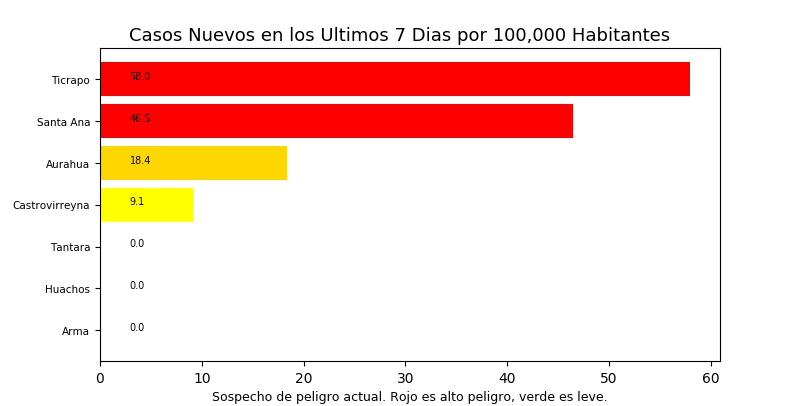 Casos Nuevos en los Ultimos 7 Dias por 100,000 Habitantes
Ticrapo 58.0
Santa Ana 46.5
Aurahua 18.4
Castrovirreyna 9.1
Tantara 0.0
Huachos 0.0
Arma 0.0
0 10 20 30 40 50 60
Sospecho de peligro actual. Rojo es alto peligro, verde es leve.